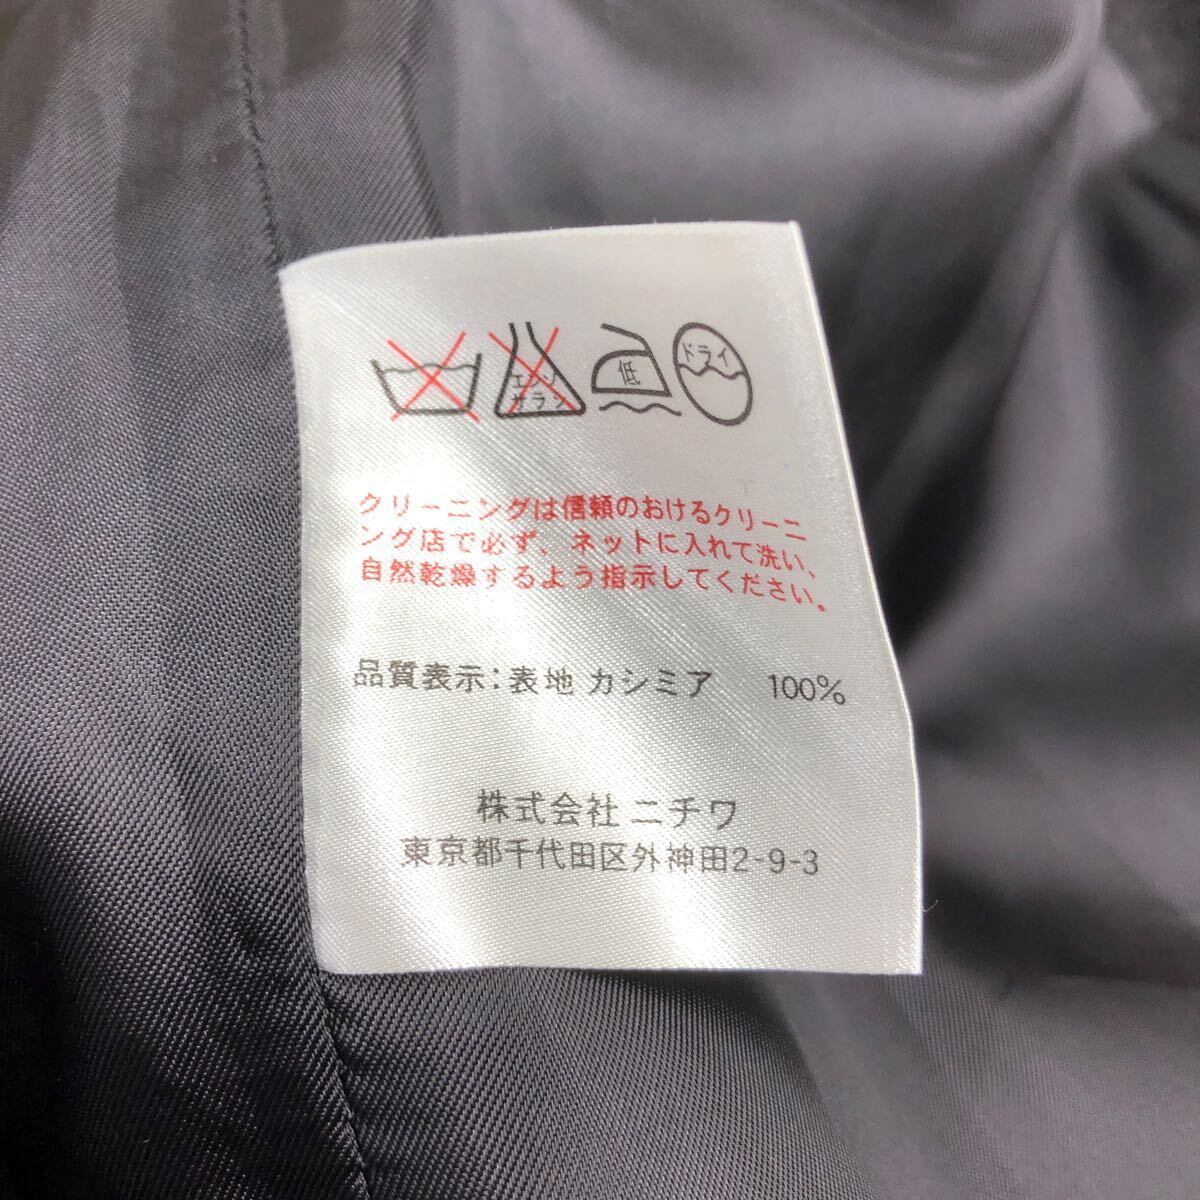 エンソ
サラシ
低
ドライ
クリーニングは信頼のおけるクリーニ
ング店で必ず、ネットに入れて洗い、
自然乾燥するよう指示してください。
品質表示：表地 カシミア 100%
株式会社 ニチワ
東京都千代田区外神田2-9-3